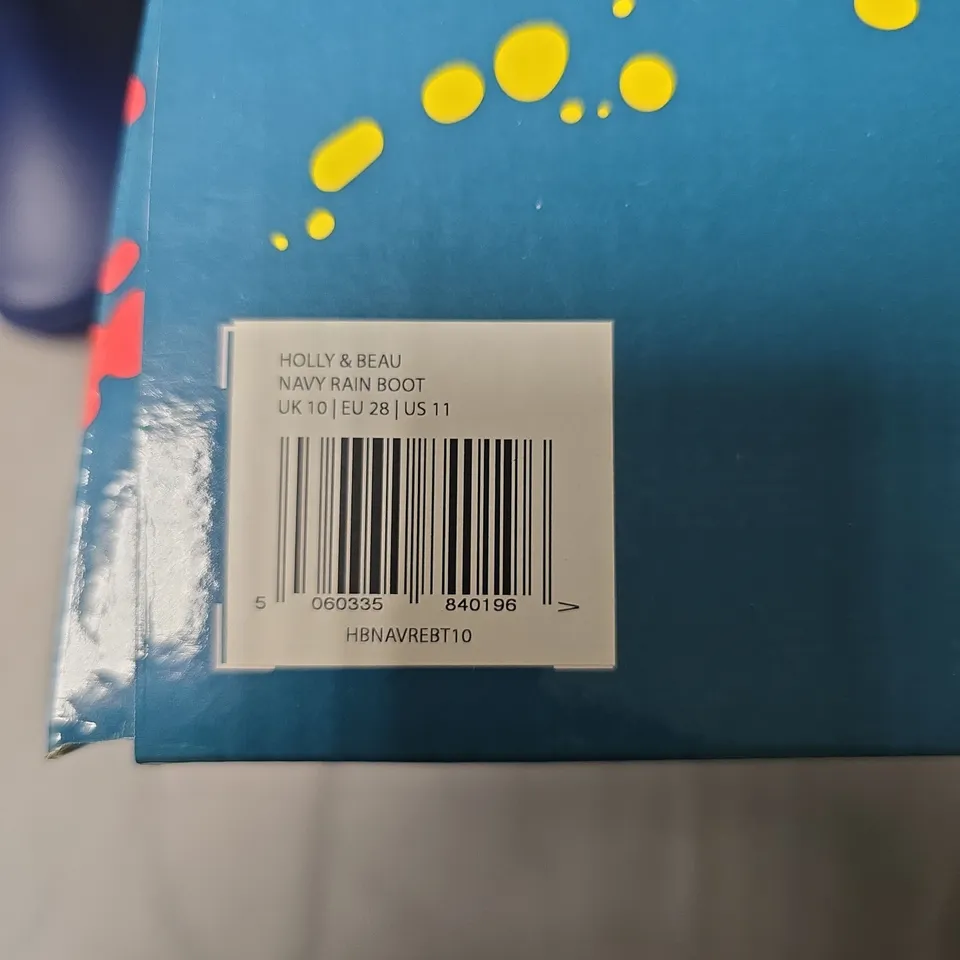 HOLLY & BEAU
NAVY RAIN BOOT
UK 10 | EU 28 | US 11
5 060335 840196 >
HBNAVREBT10